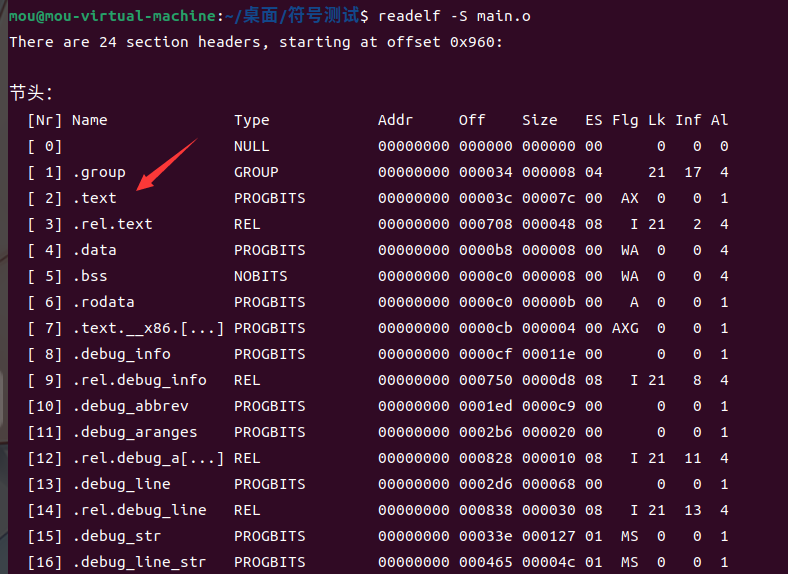 mou@mou-virtual-machine:~/桌面/符号测试$ readelf -S main.o
There are 24 section headers, starting at offset 0x960:
节头：
[Nr] Name Type Addr Off Size ES Flg Lk Inf Al
[ 0] NULL 00000000 000000 000000 00 0 0 0
[ 1] .group GROUP 00000000 000034 000008 04 21 17 4
[ 2] .text PROGBITS 00000000 00003c 00007c 00 AX 0 0 1
[ 3] .rel.text REL 00000000 000708 000048 08 I 21 2 4
[ 4] .data PROGBITS 00000000 0000b8 000008 00 WA 0 0 4
[ 5] .bss NOBITS 00000000 0000c0 000008 00 WA 0 0 4
[ 6] .rodata PROGBITS 00000000 0000c0 00000b 00 A 0 0 1
[ 7] .text.__x86.[...] PROGBITS 00000000 0000cb 000004 00 AXG 0 0 1
[ 8] .debug_info PROGBITS 00000000 0000cf 00011e 00 0 0 1
[ 9] .rel.debug_info REL 00000000 000750 0000d8 08 I 21 8 4
[10] .debug_abbrev PROGBITS 00000000 0001ed 0000c9 00 0 0 1
[11] .debug_aranges PROGBITS 00000000 0002b6 000020 00 0 0 1
[12] .rel.debug_a[...] REL 00000000 000828 000010 08 I 21 11 4
[13] .debug_line PROGBITS 00000000 0002d6 000068 00 0 0 1
[14] .rel.debug_line REL 00000000 000838 000030 08 I 21 13 4
[15] .debug_str PROGBITS 00000000 00033e 000127 01 MS 0 0 1
[16] .debug_line_str PROGBITS 00000000 000465 00004c 01 MS 0 0 1